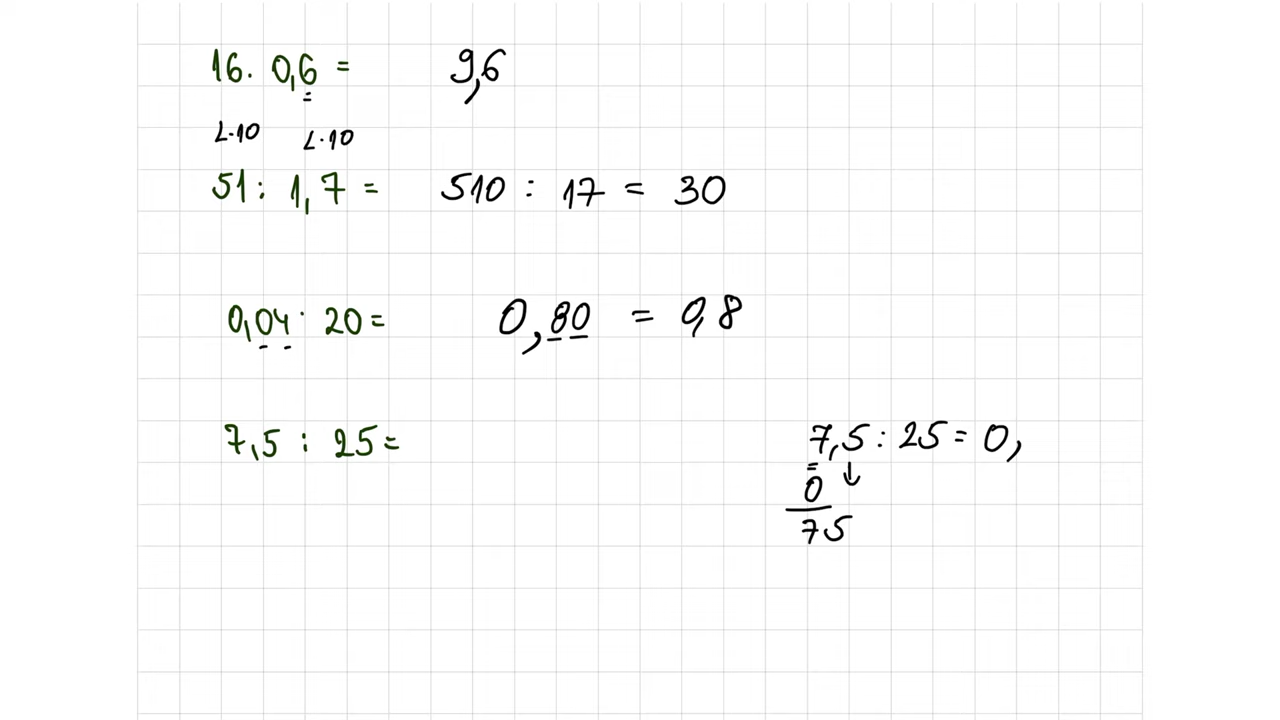 16. 0,6 = 9,6
L·10 L·10
51 : 1,7 = 510 : 17 = 30
0,04 · 20 = 0,80 = 0,8
7,5 : 25 =
7,5 : 25 = 0,
0
75